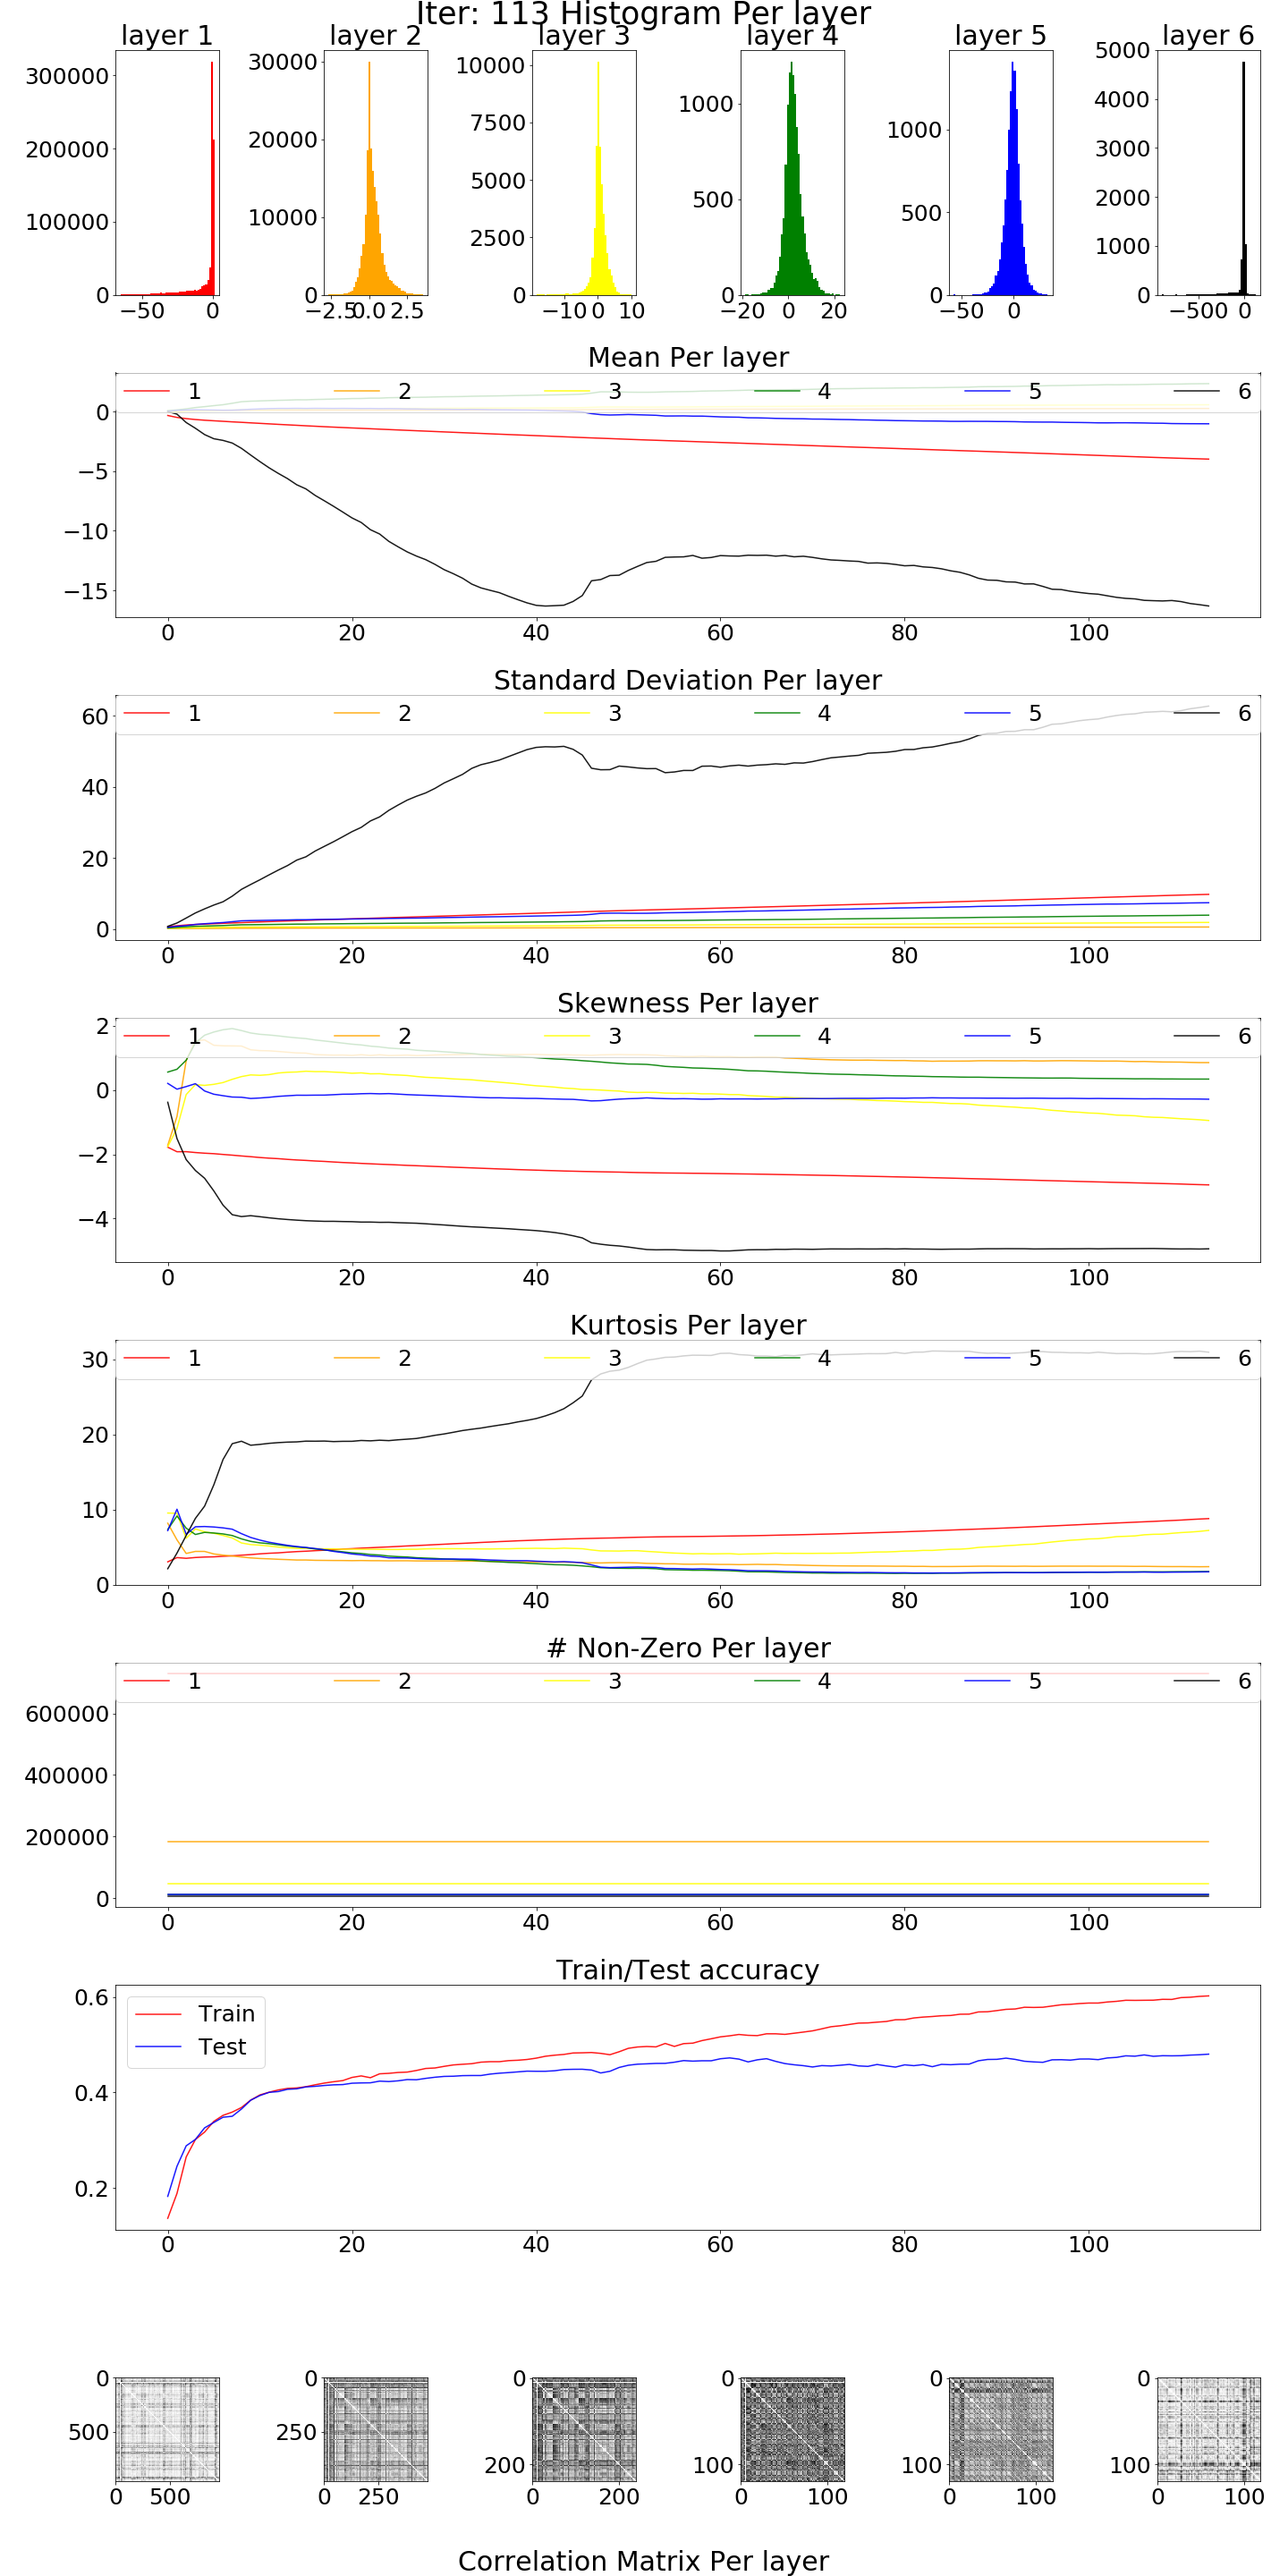 Iter: 113 Histogram Per layer
layer 1 layer 2 layer 3 layer 4 layer 5 layer 6
300000 200000 100000 0 −50 0
30000 20000 10000 0 −2.5 0.0 2.5
10000 7500 5000 2500 0 −10 0 10
1000 500 0 −20 0 20
1000 500 0 −50 0
5000 4000 3000 2000 1000 0 −500 0
Mean Per layer
1 2 3 4 5 6
0
−5
−10
−15
0 20 40 60 80 100
Standard Deviation Per layer
1 2 3 4 5 6
60
40
20
0
0 20 40 60 80 100
Skewness Per layer
1 2 3 4 5 6
2
0
−2
−4
0 20 40 60 80 100
Kurtosis Per layer
1 2 3 4 5 6
30
20
10
0
0 20 40 60 80 100
# Non-Zero Per layer
1 2 3 4 5 6
600000
400000
200000
0
0 20 40 60 80 100
Train/Test accuracy
Train
Test
0.6
0.4
0.2
0 20 40 60 80 100
0 500 0 500
0 250 0 250
0 200 0 200
0 100 0 100
0 100 0 100
0 100 0 100
Correlation Matrix Per layer